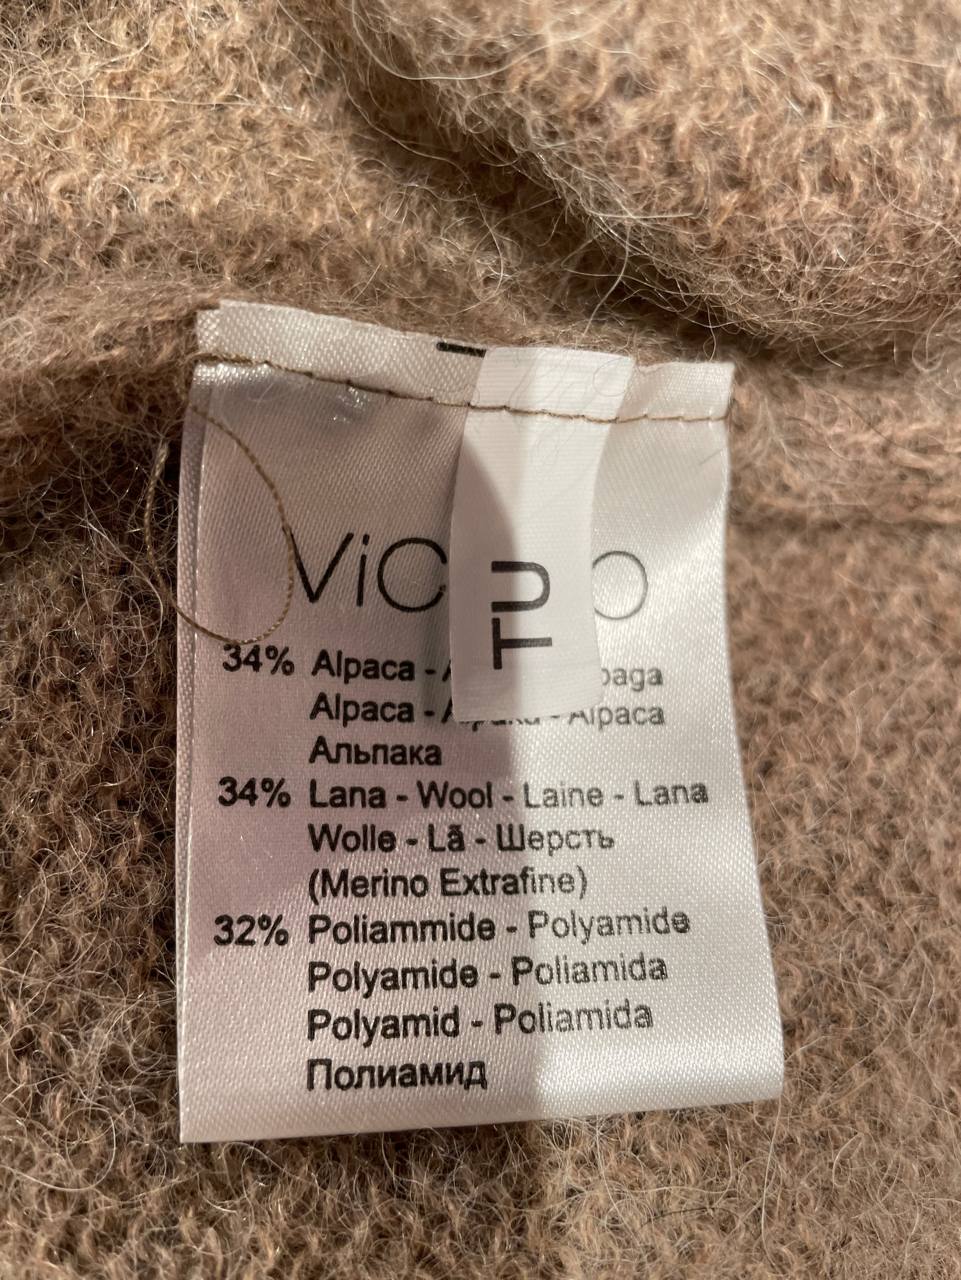 TU
34% Alpaca -
Alpaca - Alpaca
Альпака
34% Lana - Wool - Laine - Lana
Wolle - Lã - Шерсть
(Merino Extrafine)
32% Poliammide - Polyamide
Polyamide - Poliamida
Polyamid - Poliamida
Полиамид